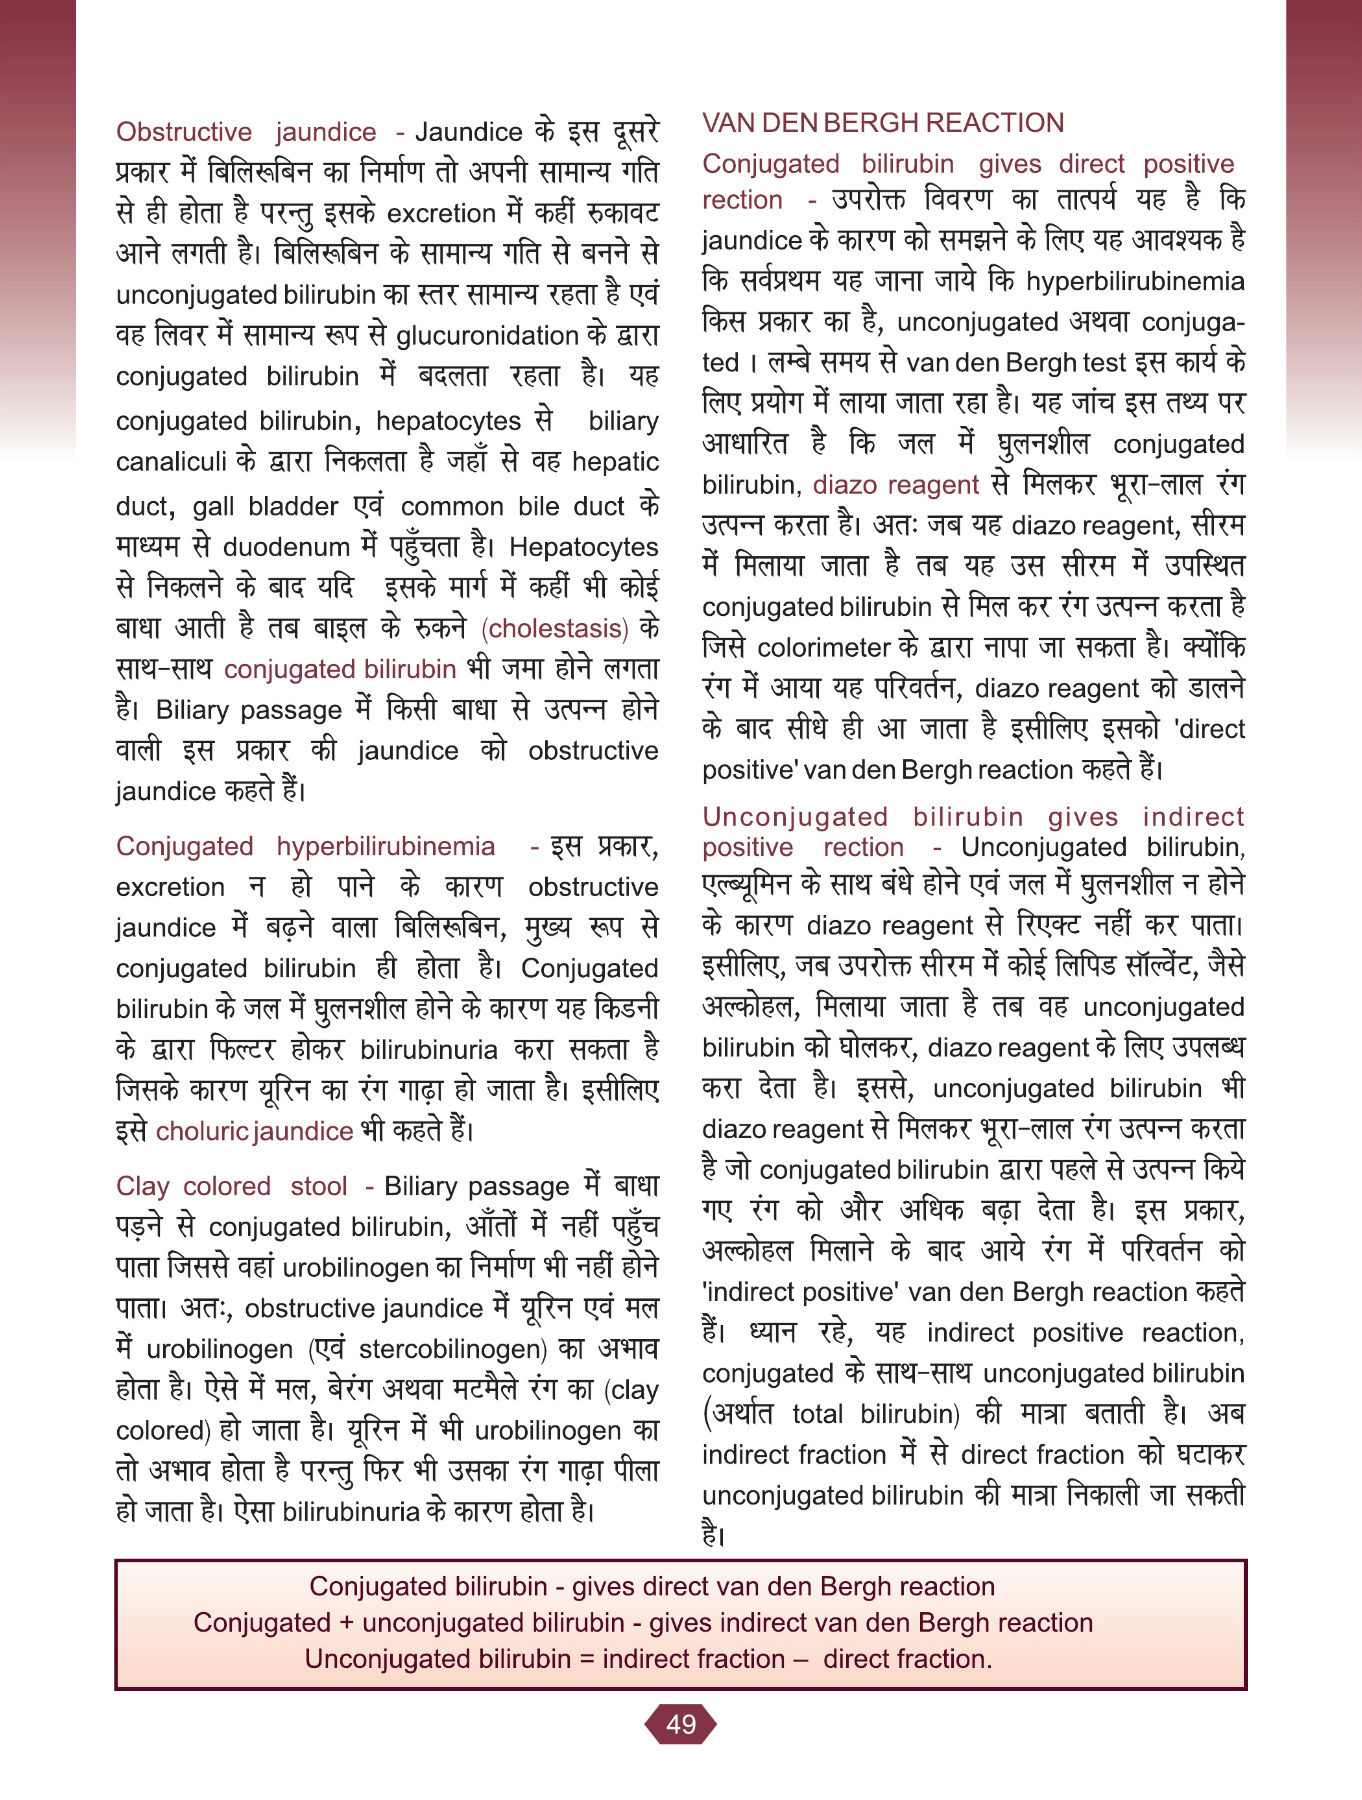 Obstructive jaundice - Jaundice के इस दूसरे
प्रकार में बिलिरूबिन का निर्माण तो अपनी सामान्य गति
से ही होता है परन्तु इसके excretion में कहीं रुकावट
आने लगती है। बिलिरूबिन के सामान्य गति से बनने से
unconjugated bilirubin का स्तर सामान्य रहता है एवं
वह लिवर में सामान्य रूप से glucuronidation के द्वारा
conjugated bilirubin में बदलता रहता है। यह
conjugated bilirubin, hepatocytes से biliary
canaliculi के द्वारा निकलता है जहाँ से वह hepatic
duct, gall bladder एवं common bile duct के
माध्यम से duodenum में पहुँचता है। Hepatocytes
से निकलने के बाद यदि इसके मार्ग में कहीं भी कोई
बाधा आती है तब बाइल के रुकने (cholestasis) के
साथ-साथ conjugated bilirubin भी जमा होने लगता
है। Biliary passage में किसी बाधा से उत्पन्न होने
वाली इस प्रकार की jaundice को obstructive
jaundice कहते हैं।
Conjugated hyperbilirubinemia - इस प्रकार,
excretion न हो पाने के कारण obstructive
jaundice में बढ़ने वाला बिलिरूबिन, मुख्य रूप से
conjugated bilirubin ही होता है। Conjugated
bilirubin के जल में घुलनशील होने के कारण यह किडनी
के द्वारा फिल्टर होकर bilirubinuria करा सकता है
जिसके कारण यूरिन का रंग गाढ़ा हो जाता है। इसीलिए
इसे choluric jaundice भी कहते हैं।
Clay colored stool - Biliary passage में बाधा
पड़ने से conjugated bilirubin, आँतों में नहीं पहुँच
पाता जिससे वहां urobilinogen का निर्माण भी नहीं होने
पाता। अतः, obstructive jaundice में यूरिन एवं मल
में urobilinogen (एवं stercobilinogen) का अभाव
होता है। ऐसे में मल, बेरंग अथवा मटमैले रंग का (clay
colored) हो जाता है। यूरिन में भी urobilinogen का
तो अभाव होता है परन्तु फिर भी उसका रंग गाढ़ा पीला
हो जाता है। ऐसा bilirubinuria के कारण होता है।
VAN DEN BERGH REACTION
Conjugated bilirubin gives direct positive
rection - उपरोक्त विवरण का तात्पर्य यह है कि
jaundice के कारण को समझने के लिए यह आवश्यक है
कि सर्वप्रथम यह जाना जाये कि hyperbilirubinemia
किस प्रकार का है, unconjugated अथवा conjuga-
ted । लम्बे समय से van den Bergh test इस कार्य के
लिए प्रयोग में लाया जाता रहा है। यह जांच इस तथ्य पर
आधारित है कि जल में घुलनशील conjugated
bilirubin, diazo reagent से मिलकर भूरा-लाल रंग
उत्पन्न करता है। अतः जब यह diazo reagent, सीरम
में मिलाया जाता है तब यह उस सीरम में उपस्थित
conjugated bilirubin से मिल कर रंग उत्पन्न करता है
जिसे colorimeter के द्वारा नापा जा सकता है। क्योंकि
रंग में आया यह परिवर्तन, diazo reagent को डालने
के बाद सीधे ही आ जाता है इसीलिए इसको 'direct
positive' van den Bergh reaction कहते हैं।
Unconjugated bilirubin gives indirect
positive rection - Unconjugated bilirubin,
एल्ब्यूमिन के साथ बंधे होने एवं जल में घुलनशील न होने
के कारण diazo reagent से रिएक्ट नहीं कर पाता।
इसीलिए, जब उपरोक्त सीरम में कोई लिपिड सॉल्वेंट, जैसे
अल्कोहल, मिलाया जाता है तब वह unconjugated
bilirubin को घोलकर, diazo reagent के लिए उपलब्ध
करा देता है। इससे, unconjugated bilirubin भी
diazo reagent से मिलकर भूरा-लाल रंग उत्पन्न करता
है जो conjugated bilirubin द्वारा पहले से उत्पन्न किये
गए रंग को और अधिक बढ़ा देता है। इस प्रकार,
अल्कोहल मिलाने के बाद आये रंग में परिवर्तन को
'indirect positive' van den Bergh reaction कहते
हैं। ध्यान रहे, यह indirect positive reaction,
conjugated के साथ-साथ unconjugated bilirubin
(अर्थात total bilirubin) की मात्रा बताती है। अब
indirect fraction में से direct fraction को घटाकर
unconjugated bilirubin की मात्रा निकाली जा सकती
है।
Conjugated bilirubin - gives direct van den Bergh reaction
Conjugated + unconjugated bilirubin - gives indirect van den Bergh reaction
Unconjugated bilirubin = indirect fraction – direct fraction.
49